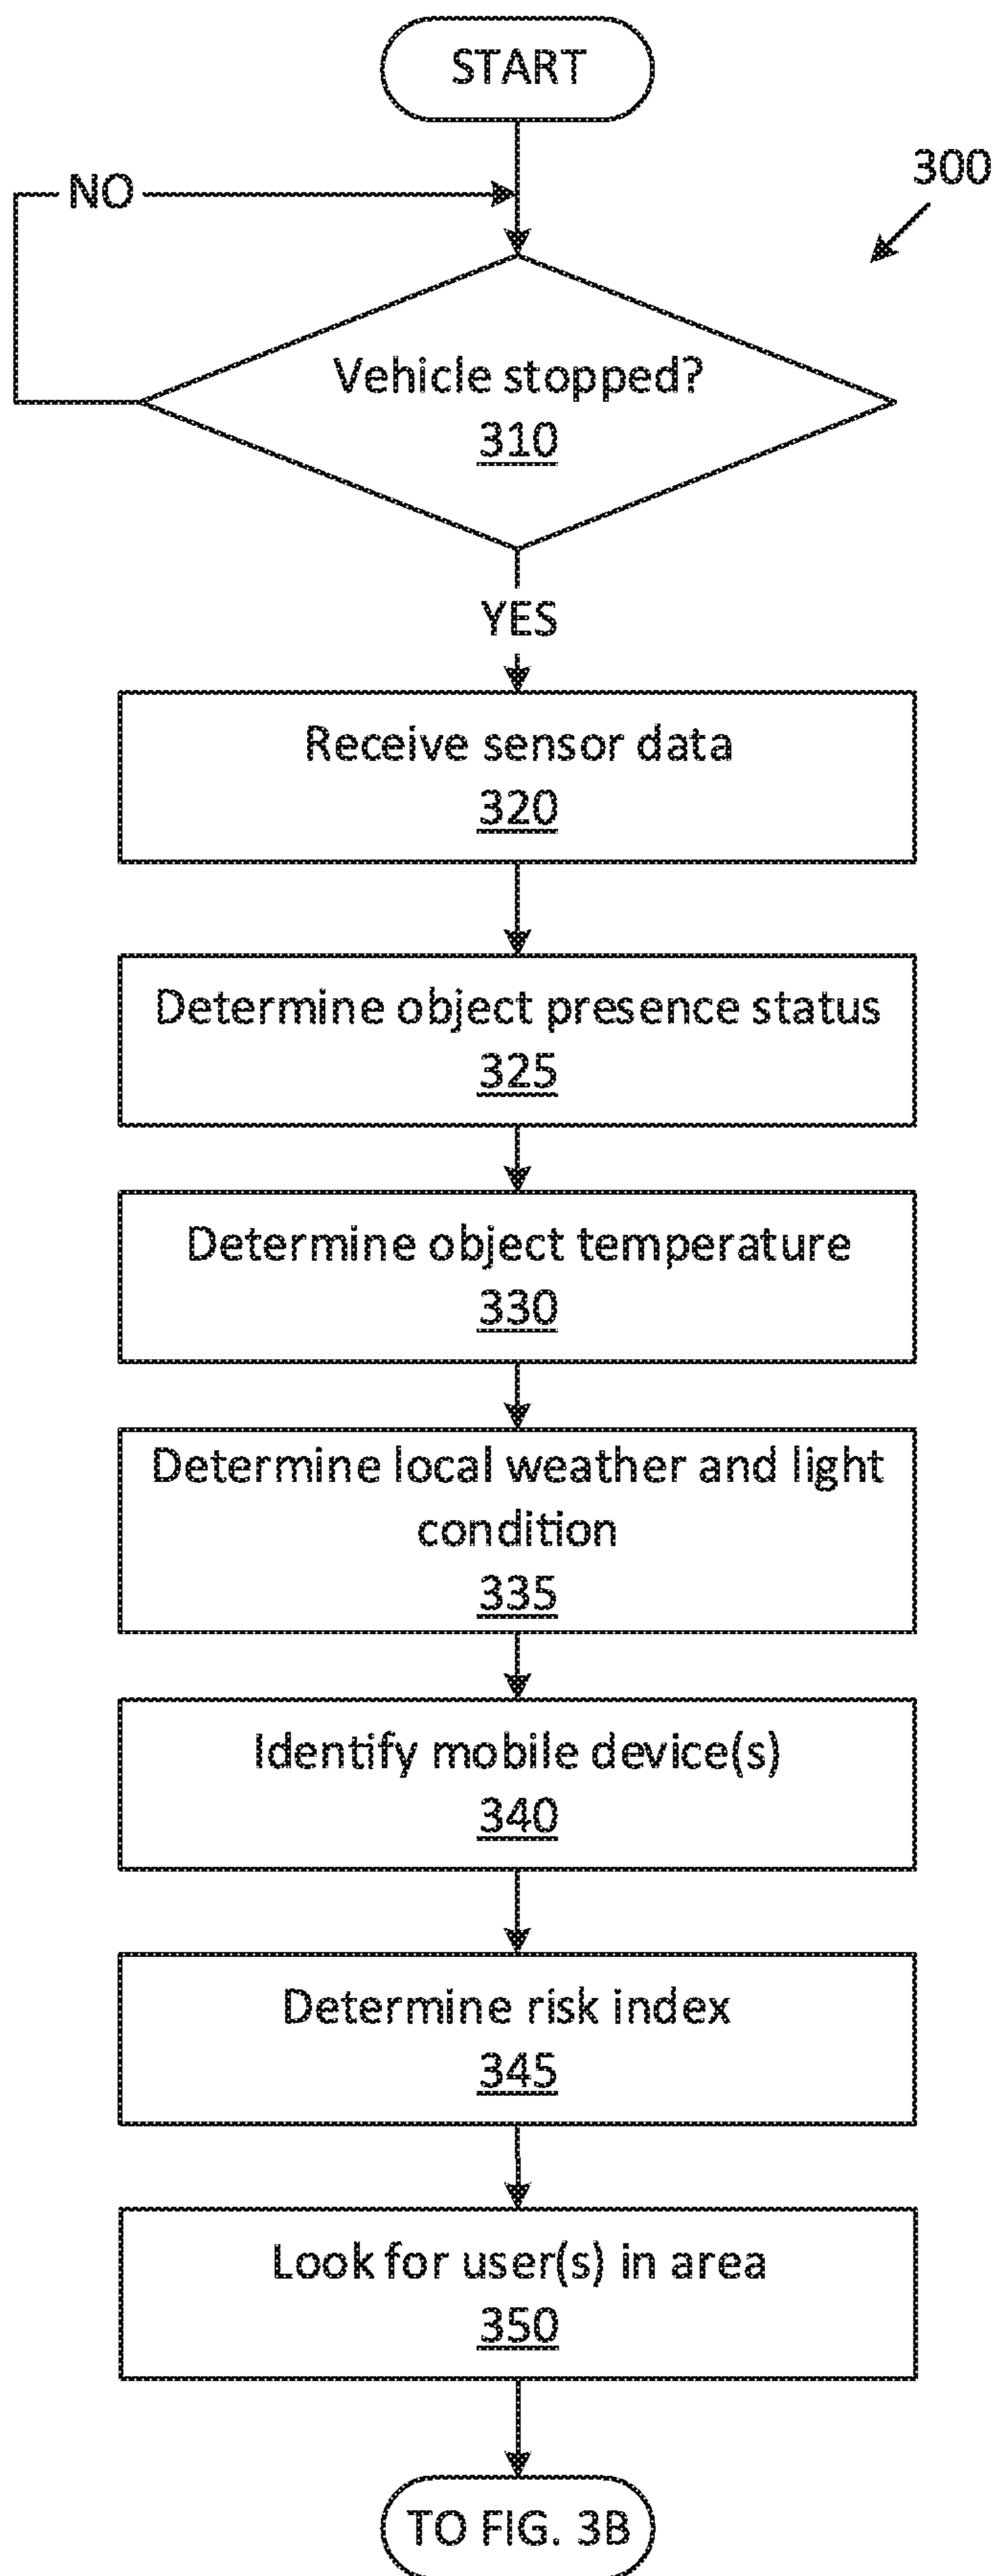 START
NO
300
Vehicle stopped?
310
YES
Receive sensor data
320
Determine object presence status
325
Determine object temperature
330
Determine local weather and light
condition
335
Identify mobile device(s)
340
Determine risk index
345
Look for user(s) in area
350
TO FIG. 3B